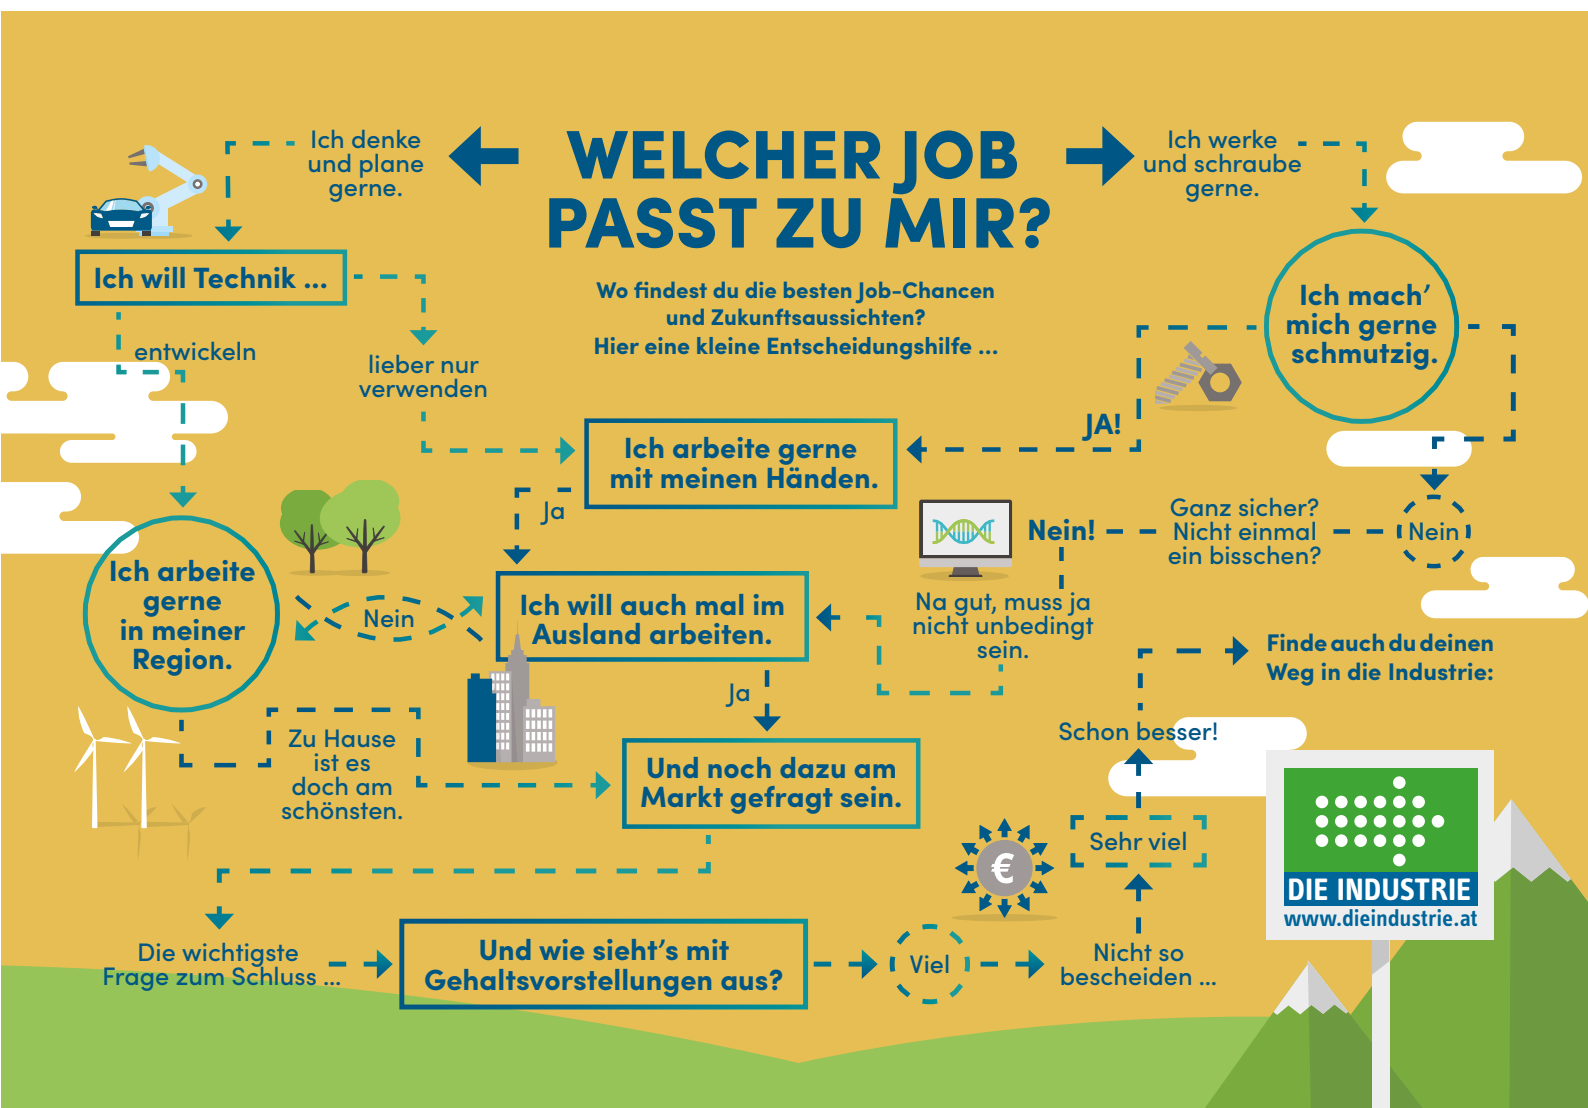 WELCHER JOB
PASST ZU MIR?
Wo findest du die besten Job-Chancen
und Zukunftsaussichten?
Hier eine kleine Entscheidungshilfe ...
Ich denke
und plane
gerne.
Ich werke
und schraube
gerne.
Ich will Technik ...
entwickeln
lieber nur
verwenden
Ich mach’
mich gerne
schmutzig.
JA!
Ich arbeite gerne
mit meinen Händen.
Ja
Nein
Ganz sicher?
Nicht einmal
ein bisschen?
Nein!
Na gut, muss ja
nicht unbedingt
sein.
Ich arbeite
gerne
in meiner
Region.
Nein
Ich will auch mal im
Ausland arbeiten.
Ja
Zu Hause
ist es
doch am
schönsten.
Und noch dazu am
Markt gefragt sein.
Die wichtigste
Frage zum Schluss ...
Und wie sieht’s mit
Gehaltsvorstellungen aus?
Viel
Nicht so
bescheiden ...
€
Sehr viel
Schon besser!
Finde auch du deinen
Weg in die Industrie:
DIE INDUSTRIE
www.dieindustrie.at